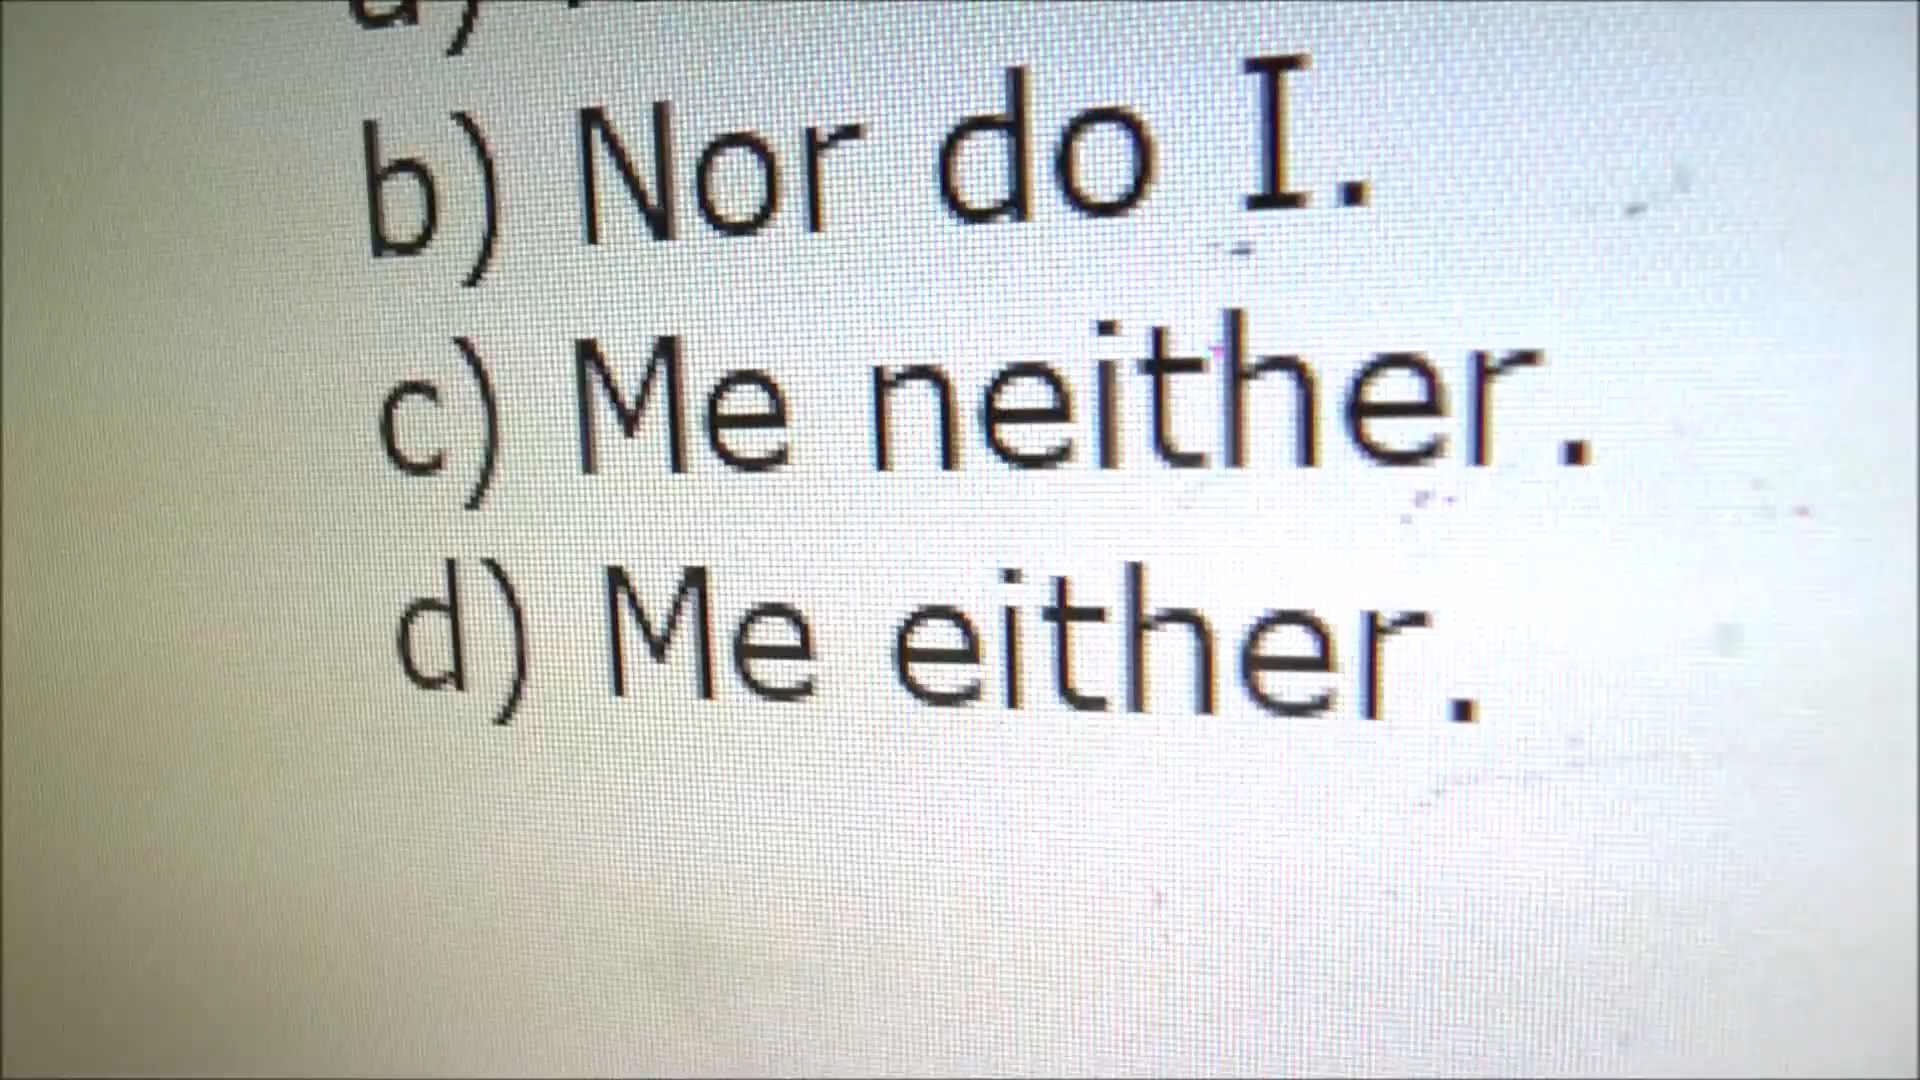 b) Nor do I.
c) Me neither.
d) Me either.